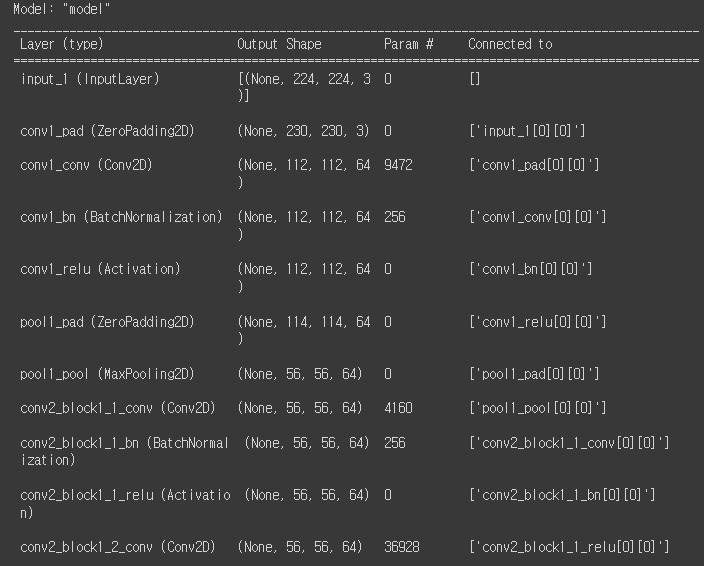 Model: "model"
Layer (type) Output Shape Param # Connected to
input_1 (InputLayer) [(None, 224, 224, 3 0 []
)]
conv1_pad (ZeroPadding2D) (None, 230, 230, 3) 0 ['input_1[0][0]']
conv1_conv (Conv2D) (None, 112, 112, 64 9472 ['conv1_pad[0][0]']
)
conv1_bn (BatchNormalization) (None, 112, 112, 64 256 ['conv1_conv[0][0]']
)
conv1_relu (Activation) (None, 112, 112, 64 0 ['conv1_bn[0][0]']
)
pool1_pad (ZeroPadding2D) (None, 114, 114, 64 0 ['conv1_relu[0][0]']
)
pool1_pool (MaxPooling2D) (None, 56, 56, 64) 0 ['pool1_pad[0][0]']
conv2_block1_1_conv (Conv2D) (None, 56, 56, 64) 4160 ['pool1_pool[0][0]']
conv2_block1_1_bn (BatchNormal (None, 56, 56, 64) 256 ['conv2_block1_1_conv[0][0]']
ization)
conv2_block1_1_relu (Activatio (None, 56, 56, 64) 0 ['conv2_block1_1_bn[0][0]']
n)
conv2_block1_2_conv (Conv2D) (None, 56, 56, 64) 36928 ['conv2_block1_1_relu[0][0]']